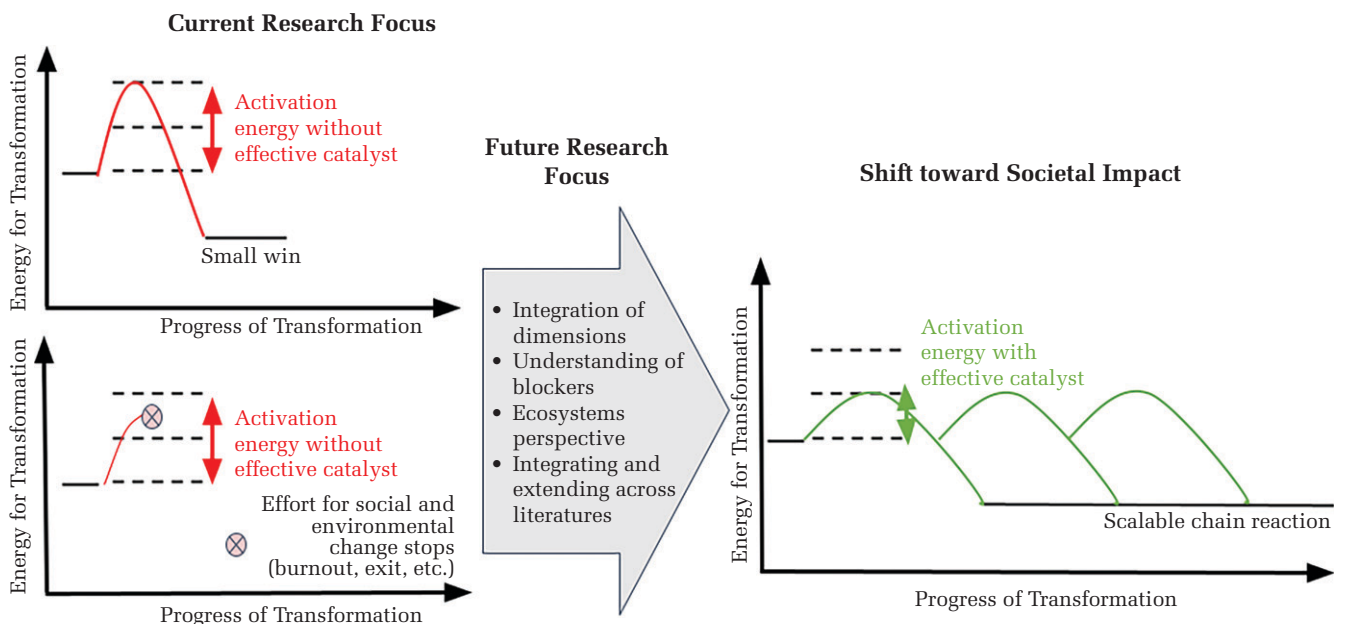 Current Research Focus
Energy for Transformation
Activation
energy without
effective catalyst
Small win
Progress of Transformation
Energy for Transformation
Activation
energy without
effective catalyst
Effort for social and
environmental
change stops
(burnout, exit, etc.)
Progress of Transformation
Future Research
Focus
• Integration of
dimensions
• Understanding of
blockers
• Ecosystems
perspective
• Integrating and
extending across
literatures
Shift toward Societal Impact
Energy for Transformation
Activation
energy with
effective catalyst
Scalable chain reaction
Progress of Transformation